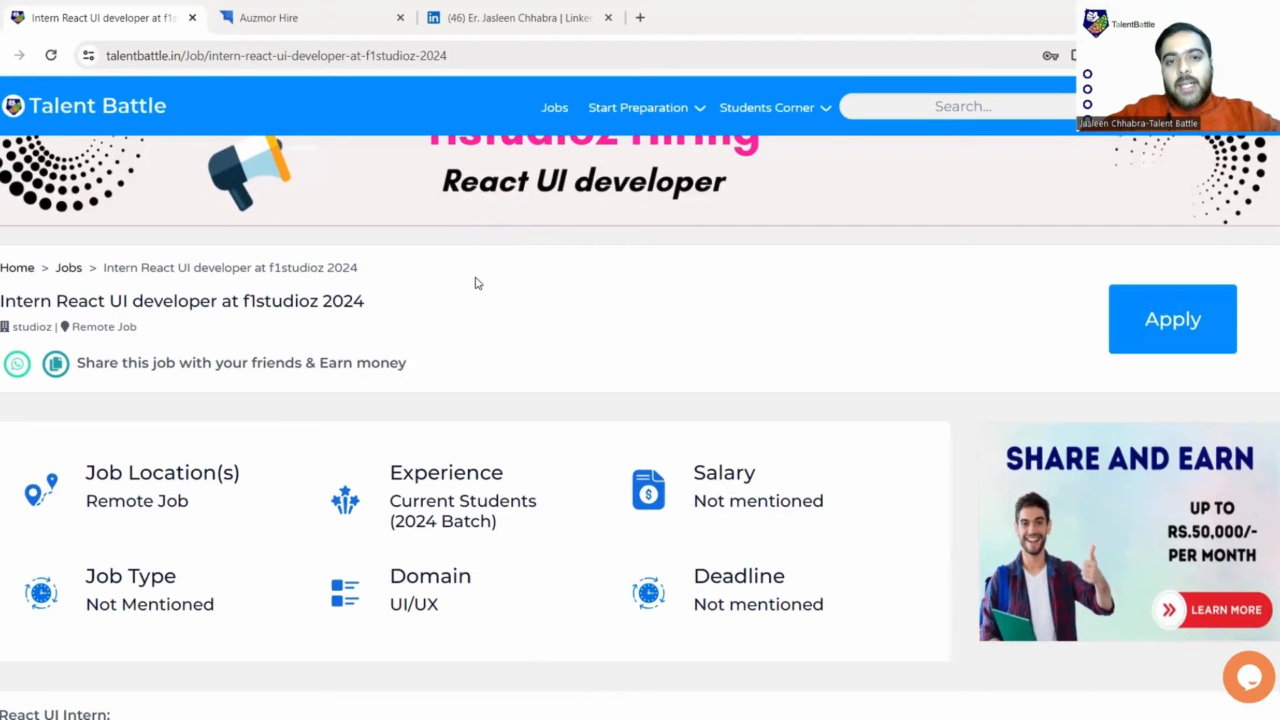 Intern React UI developer at f1s
Auzmor Hire
(46) Er. Jasleen Chhabra | Linke
talentbattle.in/Job/intern-react-ui-developer-at-f1studioz-2024
TalentBattle
Jasleen Chhabra-Talent Battle
Talent Battle
Jobs
Start Preparation
Students Corner
Search...
f1studioz Hiring
React UI developer
Home > Jobs > Intern React UI developer at f1studioz 2024
Intern React UI developer at f1studioz 2024
studioz | Remote Job
Share this job with your friends & Earn money
Apply
Job Location(s)
Remote Job
Experience
Current Students
(2024 Batch)
Salary
Not mentioned
Job Type
Not Mentioned
Domain
UI/UX
Deadline
Not mentioned
SHARE AND EARN
UP TO
RS.50,000/-
PER MONTH
LEARN MORE
React UI Intern: